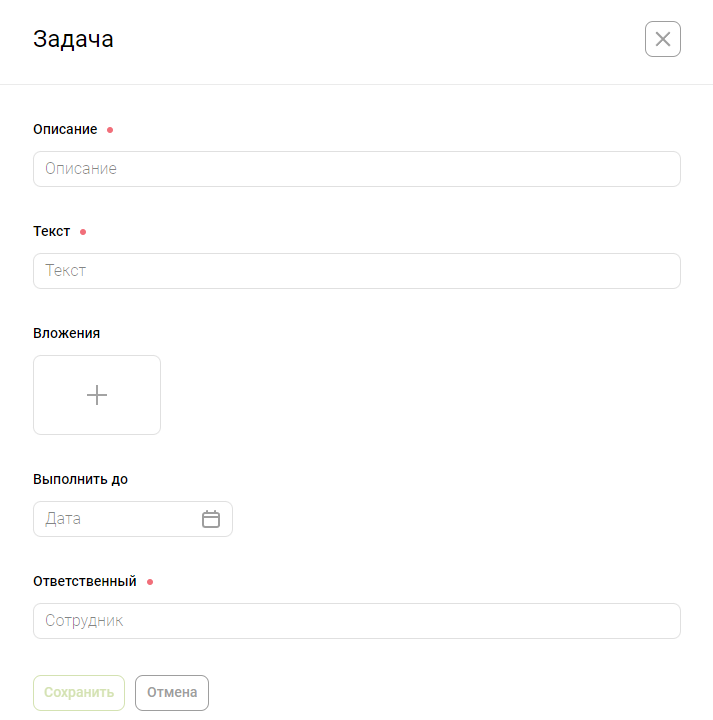 Задача
Описание
Описание
Текст
Текст
Вложения
Выполнить до
Дата
Ответственный
Сотрудник
Сохранить Отмена